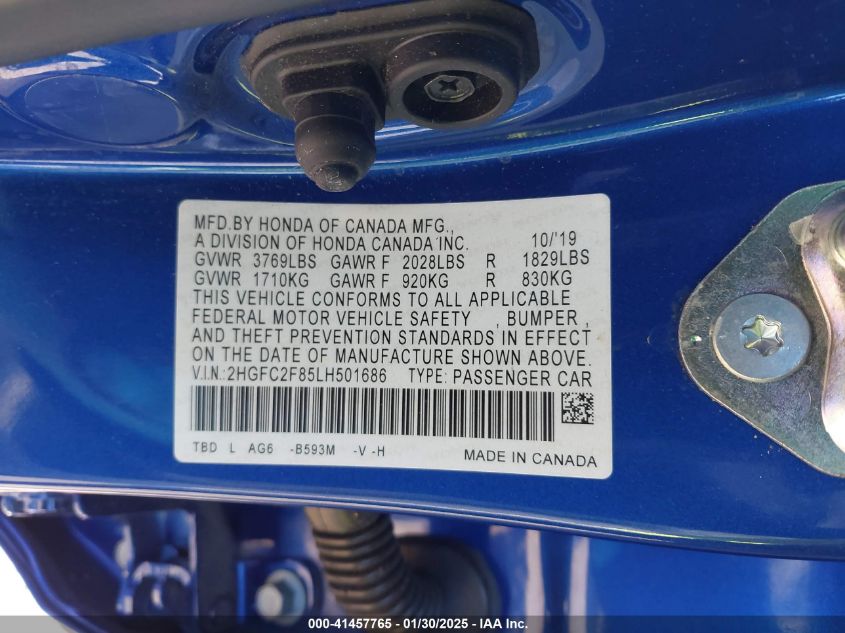 MFD.BY HONDA OF CANADA MFG.,
A DIVISION OF HONDA CANADA INC. 10/'19
GVWR 3769LBS GAWR F 2028LBS R 1829LBS
GVWR 1710KG GAWR F 920KG R 830KG
THIS VEHICLE CONFORMS TO ALL APPLICABLE
FEDERAL MOTOR VEHICLE SAFETY , BUMPER ,
AND THEFT PREVENTION STANDARDS IN EFFECT
ON THE DATE OF MANUFACTURE SHOWN ABOVE.
V.I.N.:2HGFC2F85LH501686 TYPE: PASSENGER CAR
TBD L AG6 -B593M -V -H MADE IN CANADA
000-41457765 - 01/30/2025 - IAA Inc.